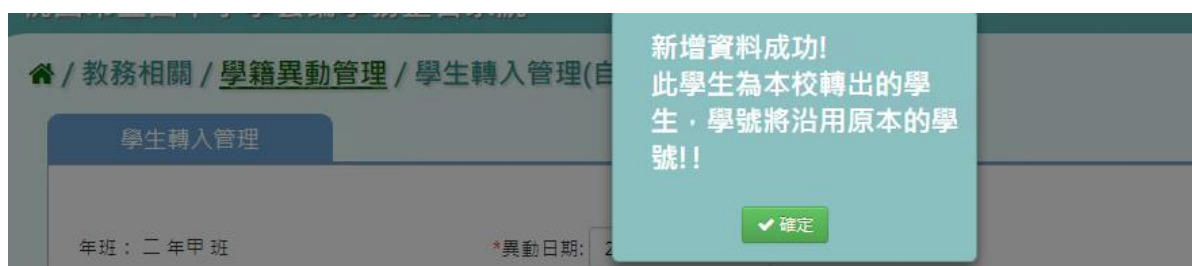 新增資料成功!
此學生為本校轉出的學
生，學號將沿用原本的學
號!!
✔確定
/ 教務相關 / 學籍異動管理 / 學生轉入管理(自
學生轉入管理
年班： 二 年甲 班
*異動日期: 2